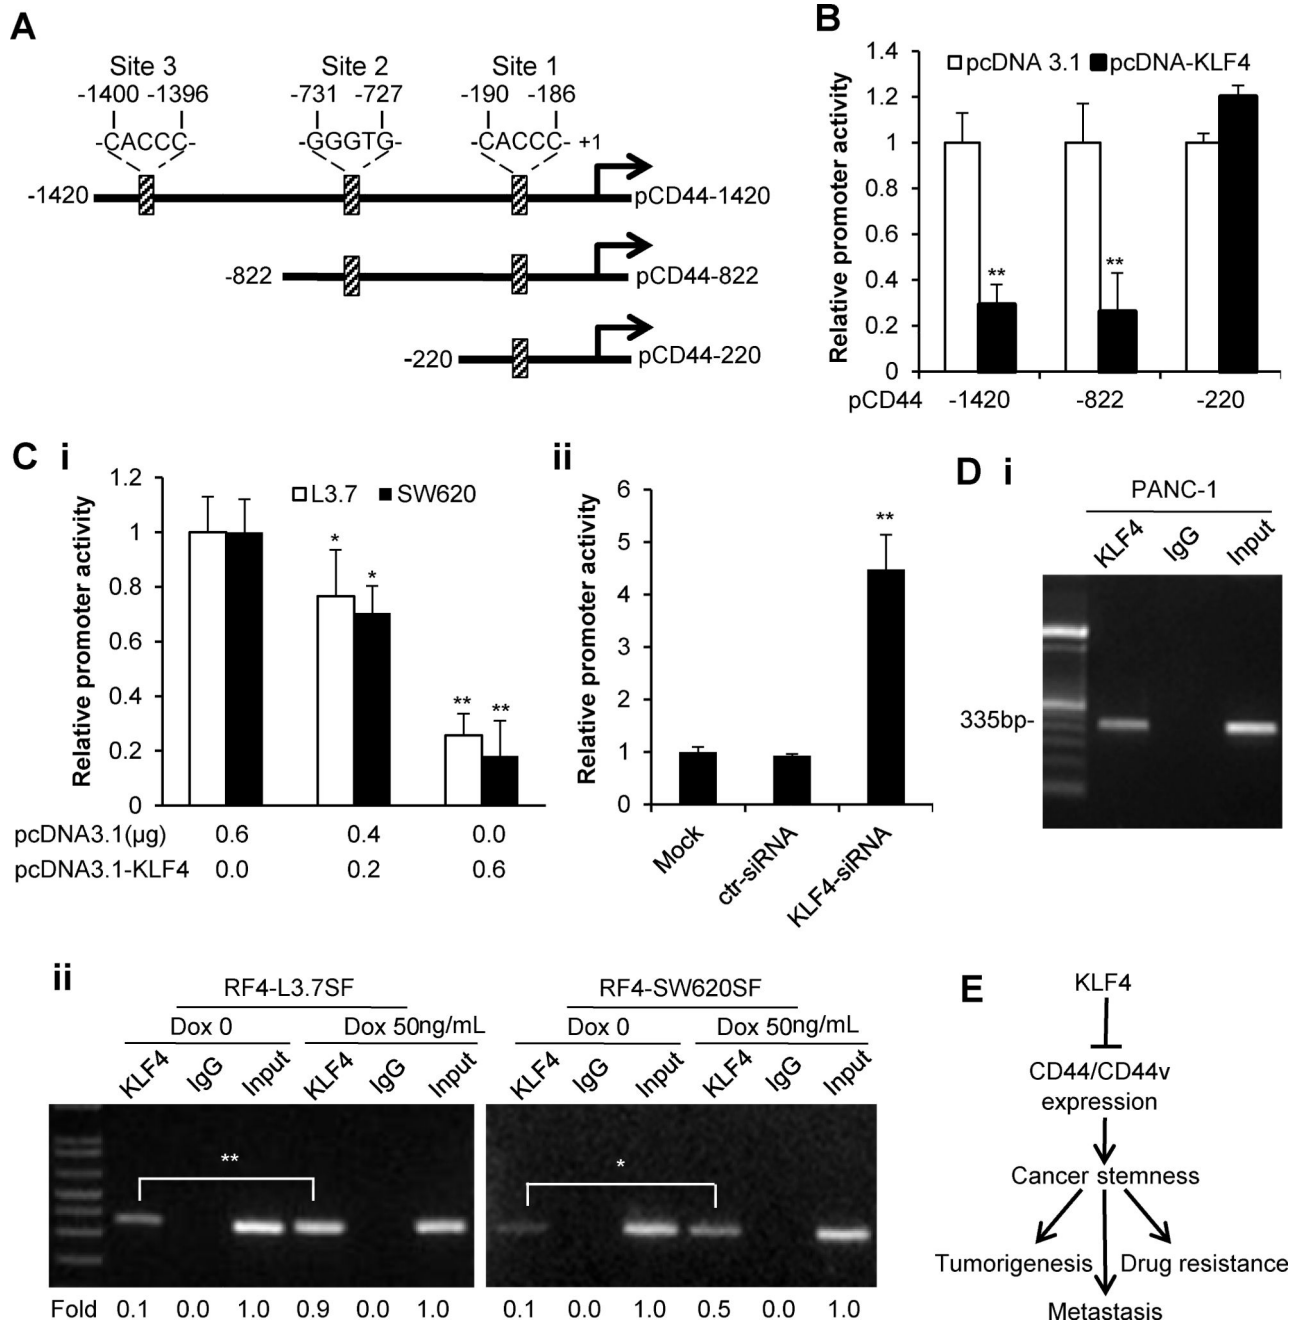 A
Site 3 Site 2 Site 1
-1400 -1396 -731 -727 -190 -186
-CACCC- -GGGTG- -CACCC- +1
-1420 pCD44-1420
-822 pCD44-822
-220 pCD44-220
B
Relative promoter activity
pcDNA 3.1 pcDNA-KLF4
1.4
1.2
1
0.8
0.6
0.4
0.2
0
** **
pCD44 -1420 -822 -220
C i
Relative promoter activity
L3.7 SW620
1.2
1
0.8
0.6
0.4
0.2
0
* * ** **
pcDNA3.1(µg) 0.6 0.4 0.0
pcDNA3.1-KLF4 0.0 0.2 0.6
ii
Relative promoter activity
6
5
4
3
2
1
0
**
Mock ctr-siRNA KLF4-siRNA
D i
PANC-1
KLF4 IgG Input
335bp-
ii
RF4-L3.7SF RF4-SW620SF
Dox 0 Dox 50ng/mL Dox 0 Dox 50ng/mL
KLF4 IgG Input KLF4 IgG Input KLF4 IgG Input KLF4 IgG Input
** *
Fold 0.1 0.0 1.0 0.9 0.0 1.0 0.1 0.0 1.0 0.5 0.0 1.0
E
KLF4
CD44/CD44v
expression
Cancer stemness
Tumorigenesis Drug resistance
Metastasis